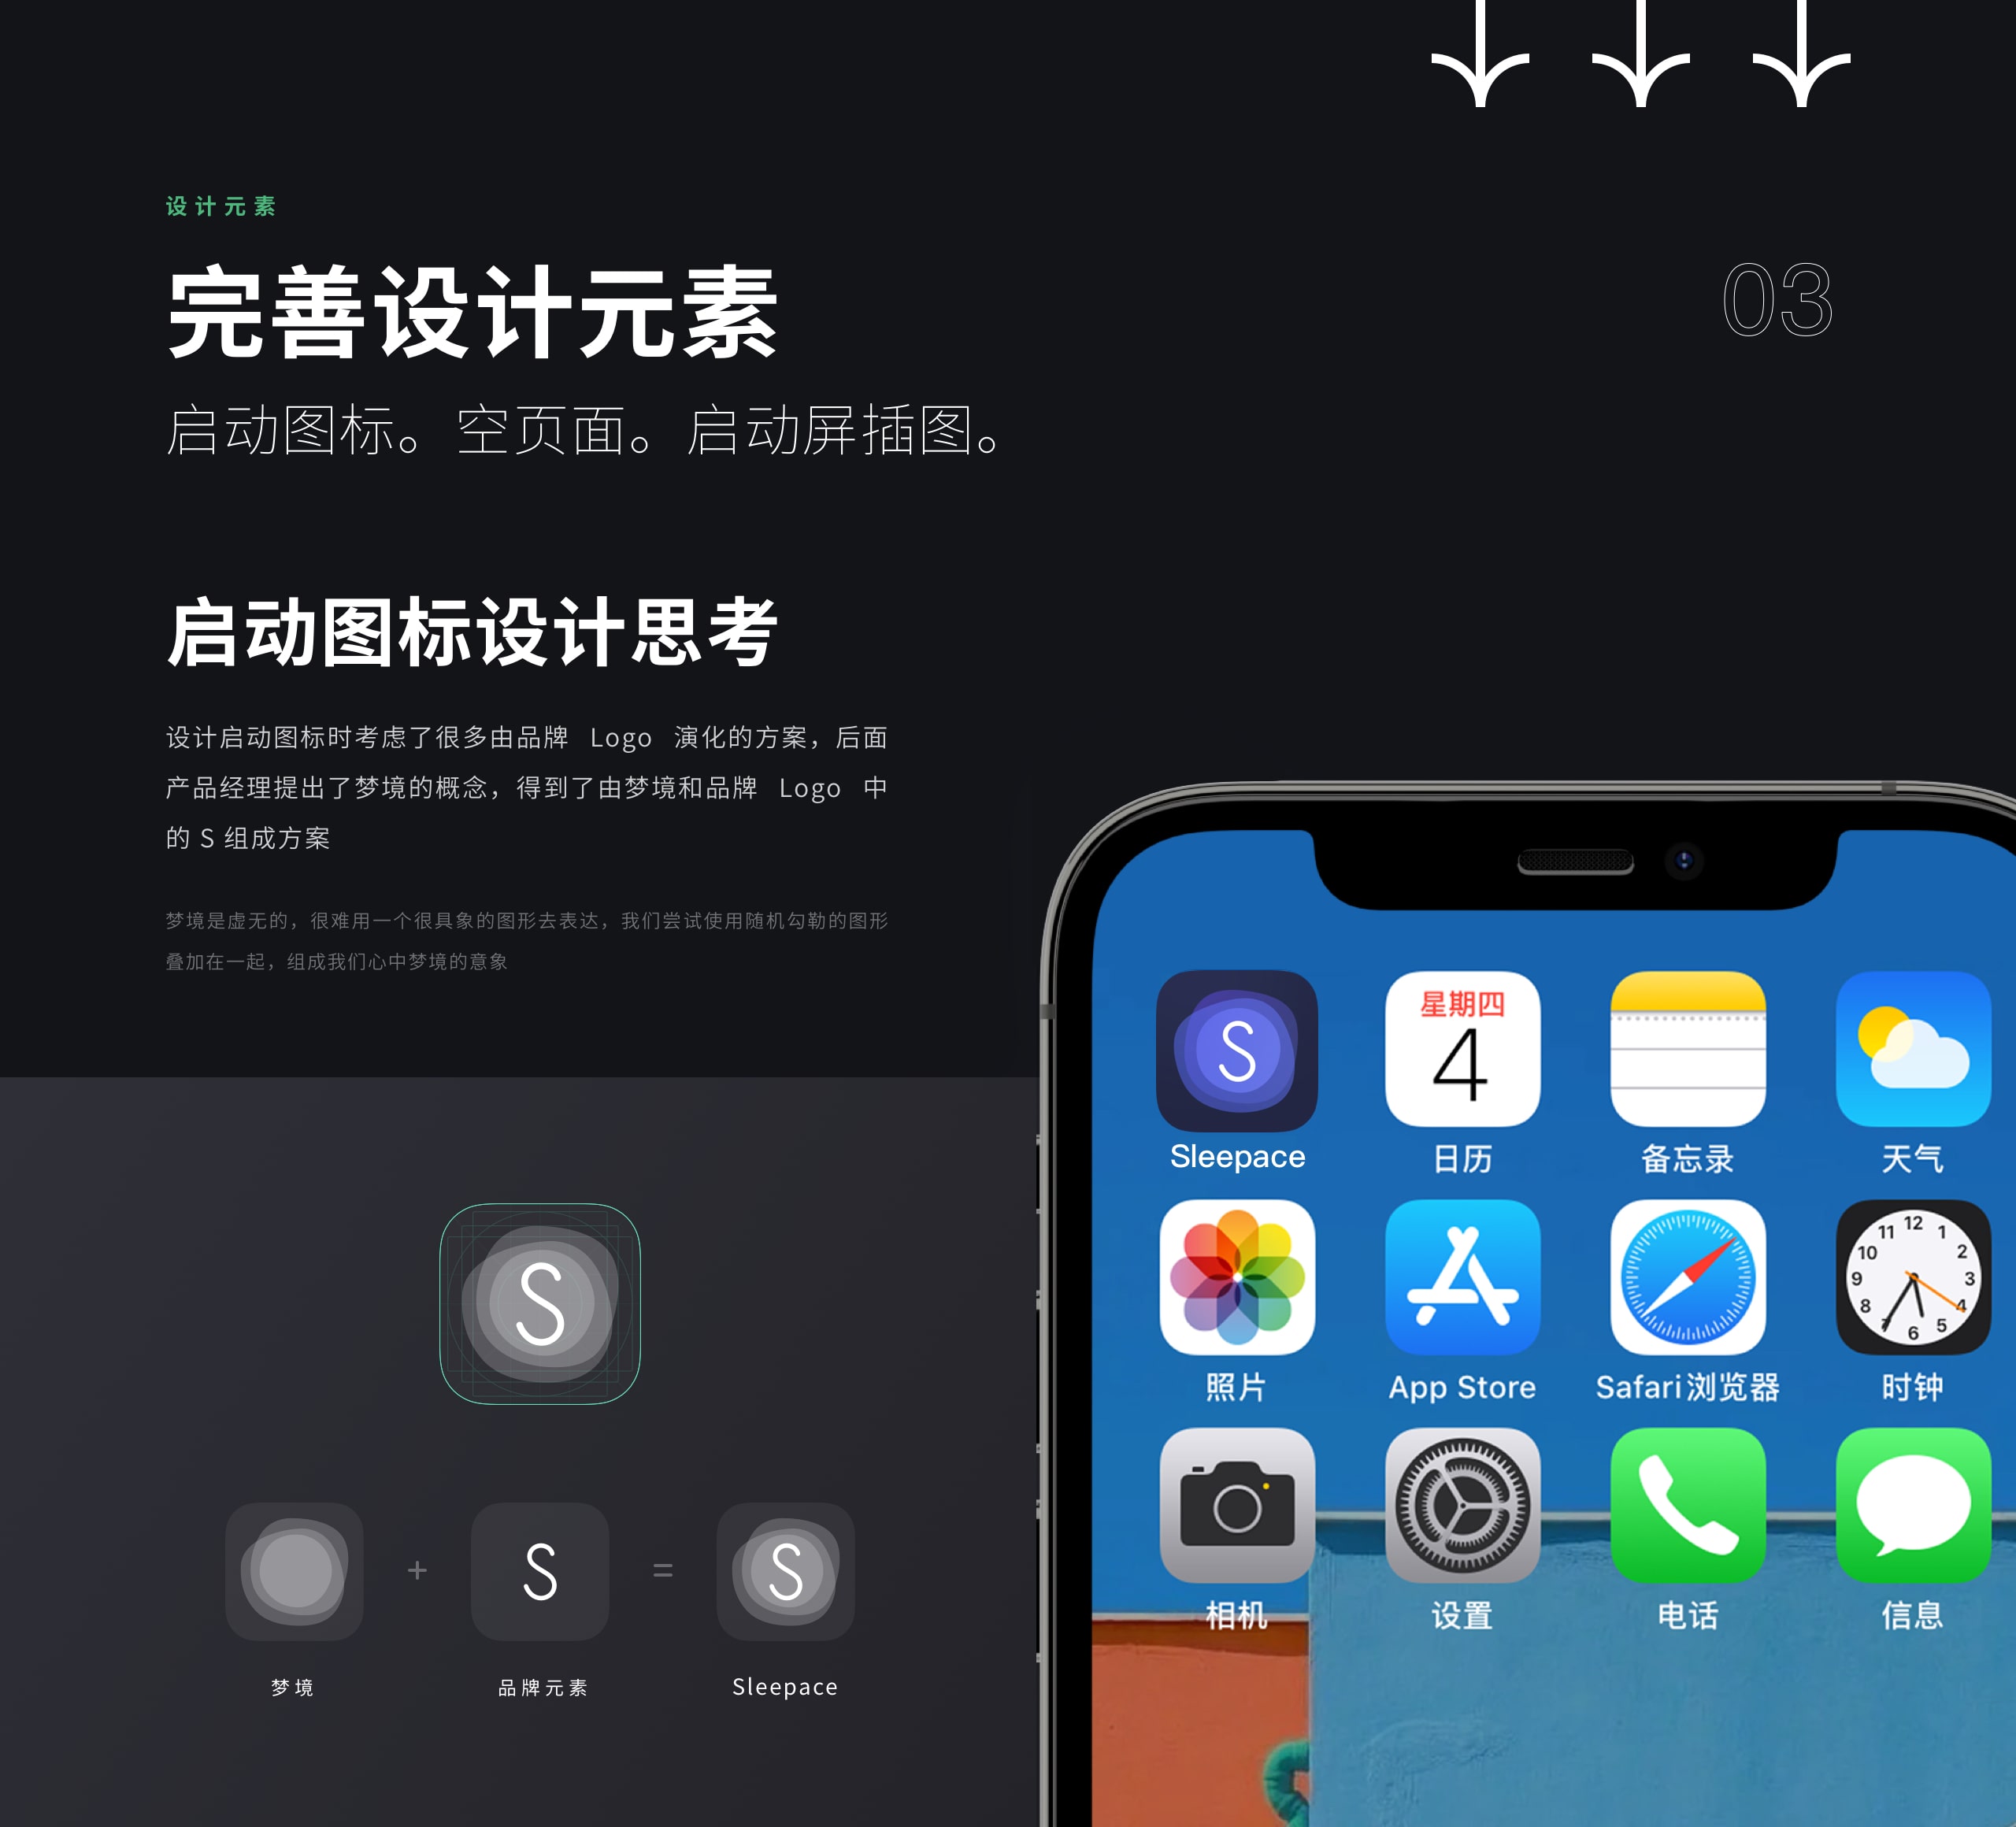 设计元素
完善设计元素
03
启动图标。空页面。启动屏插图。
启动图标设计思考
设计启动图标时考虑了很多由品牌 Logo 演化的方案，后面
产品经理提出了梦境的概念，得到了由梦境和品牌 Logo 中
的 S 组成方案
梦境是虚无的，很难用一个很具象的图形去表达，我们尝试使用随机勾勒的图形
叠加在一起，组成我们心中梦境的意象
S
S
+
S
=
S
梦境
品牌元素
Sleepace
S
星期四
4
Sleepace
日历
备忘录
天气
12
1
2
3
4
5
6
7
8
9
10
11
照片
App Store
Safari浏览器
时钟
相机
设置
电话
信息